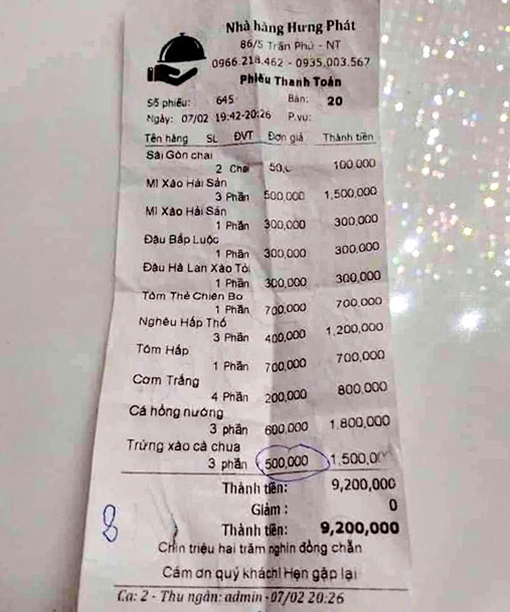 Nhà hàng Hưng Phát
86/5 Trần Phú - NT
0966.218.462 - 0935.003.567
Phiếu Thanh Toán
Số phiếu: 645 Bàn: 20
Ngày: 07/02 19:42-20:26 P.vụ:
Tên hàng SL ĐVT Đơn giá Thành tiền
Sài Gòn chai
2 Chai 100,000
Mì Xào Hải Sản
3 Phần 500,000 1,500,000
Mì Xào Hải Sản
1 Phần 300,000 300,000
Đậu Bắp Luộc
1 Phần 300,000 300,000
Đậu Hà Lan Xào Tỏi
1 Phần 300,000 300,000
Tôm Thẻ Chiên Bơ
1 Phần 700,000 700,000
Nghêu Hấp Thố
3 Phần 400,000 1,200,000
Tôm Hấp
1 Phần 700,000 700,000
Cơm Trắng
4 Phần 200,000 800,000
Cá hồng nướng
3 phần 600,000 1,800,000
Trứng xào cà chua
3 phần 500,000
Thành tiền: 9,200,000
Giảm : 0
Thành tiền: 9,200,000
Chín triệu hai trăm nghìn đồng chẵn
Cám ơn quý khách! Hẹn gặp lại
Ca: 2 - Thu ngân: admin -07/02 20:26